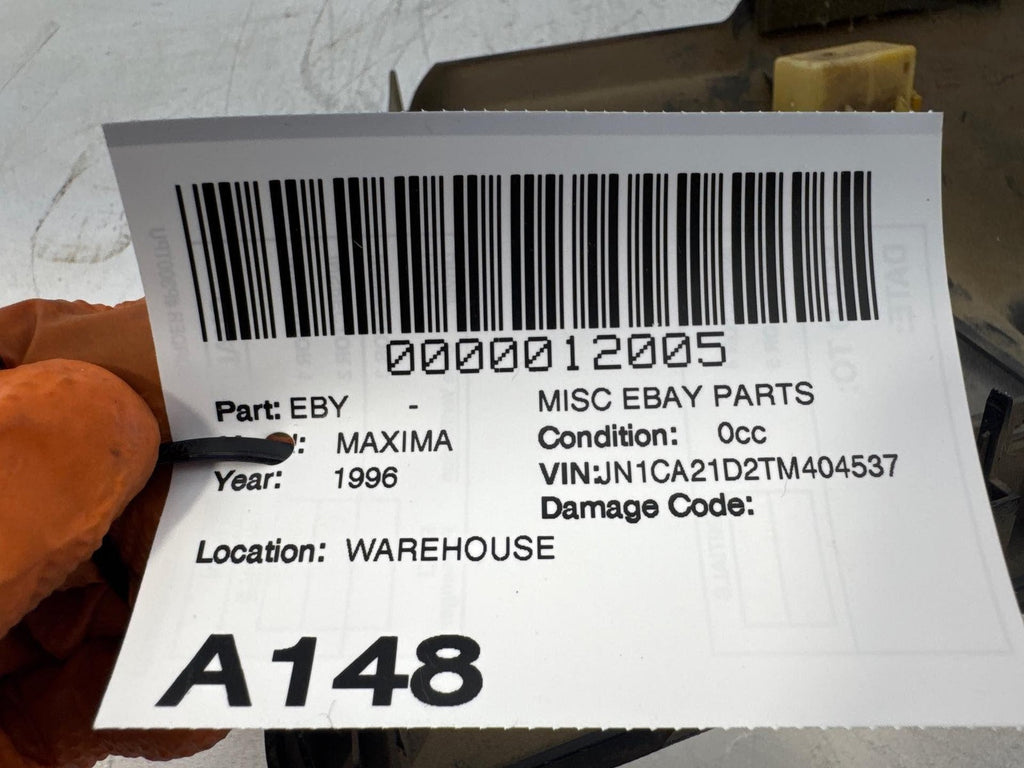 0000012005
Part: EBY - MISC EBAY PARTS
: MAXIMA Condition: 0cc
Year: 1996 VIN:JN1CA21D2TM404537
Damage Code:
Location: WAREHOUSE
A148